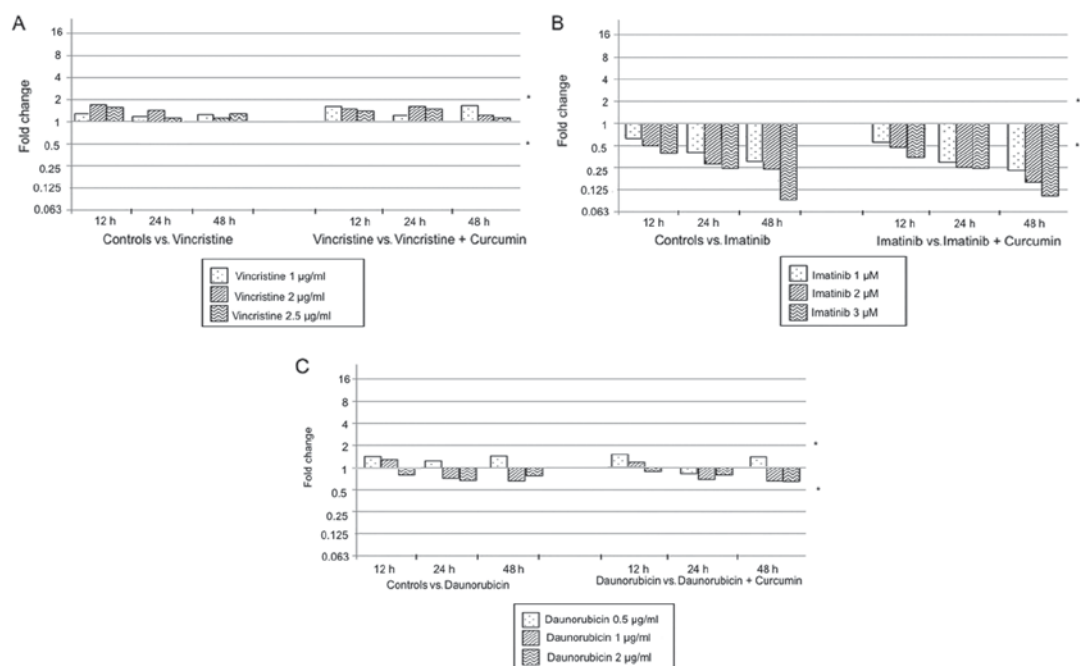 A
Fold change
16
8
4
2
1
0.5
0.25
0.125
0.063
*
*
12 h 24 h 48 h 12 h 24 h 48 h
Controls vs. Vincristine Vincristine vs. Vincristine + Curcumin
Vincristine 1 µg/ml
Vincristine 2 µg/ml
Vincristine 2.5 µg/ml
B
Fold change
16
8
4
2
1
0.5
0.25
0.125
0.063
*
*
12 h 24 h 48 h 12 h 24 h 48 h
Controls vs. Imatinib Imatinib vs. Imatinib + Curcumin
Imatinib 1 µM
Imatinib 2 µM
Imatinib 3 µM
C
Fold change
16
8
4
2
1
0.5
0.25
0.125
0.063
*
*
12 h 24 h 48 h 12 h 24 h 48 h
Controls vs. Daunorubicin Daunorubicin vs. Daunorubicin + Curcumin
Daunorubicin 0.5 µg/ml
Daunorubicin 1 µg/ml
Daunorubicin 2 µg/ml